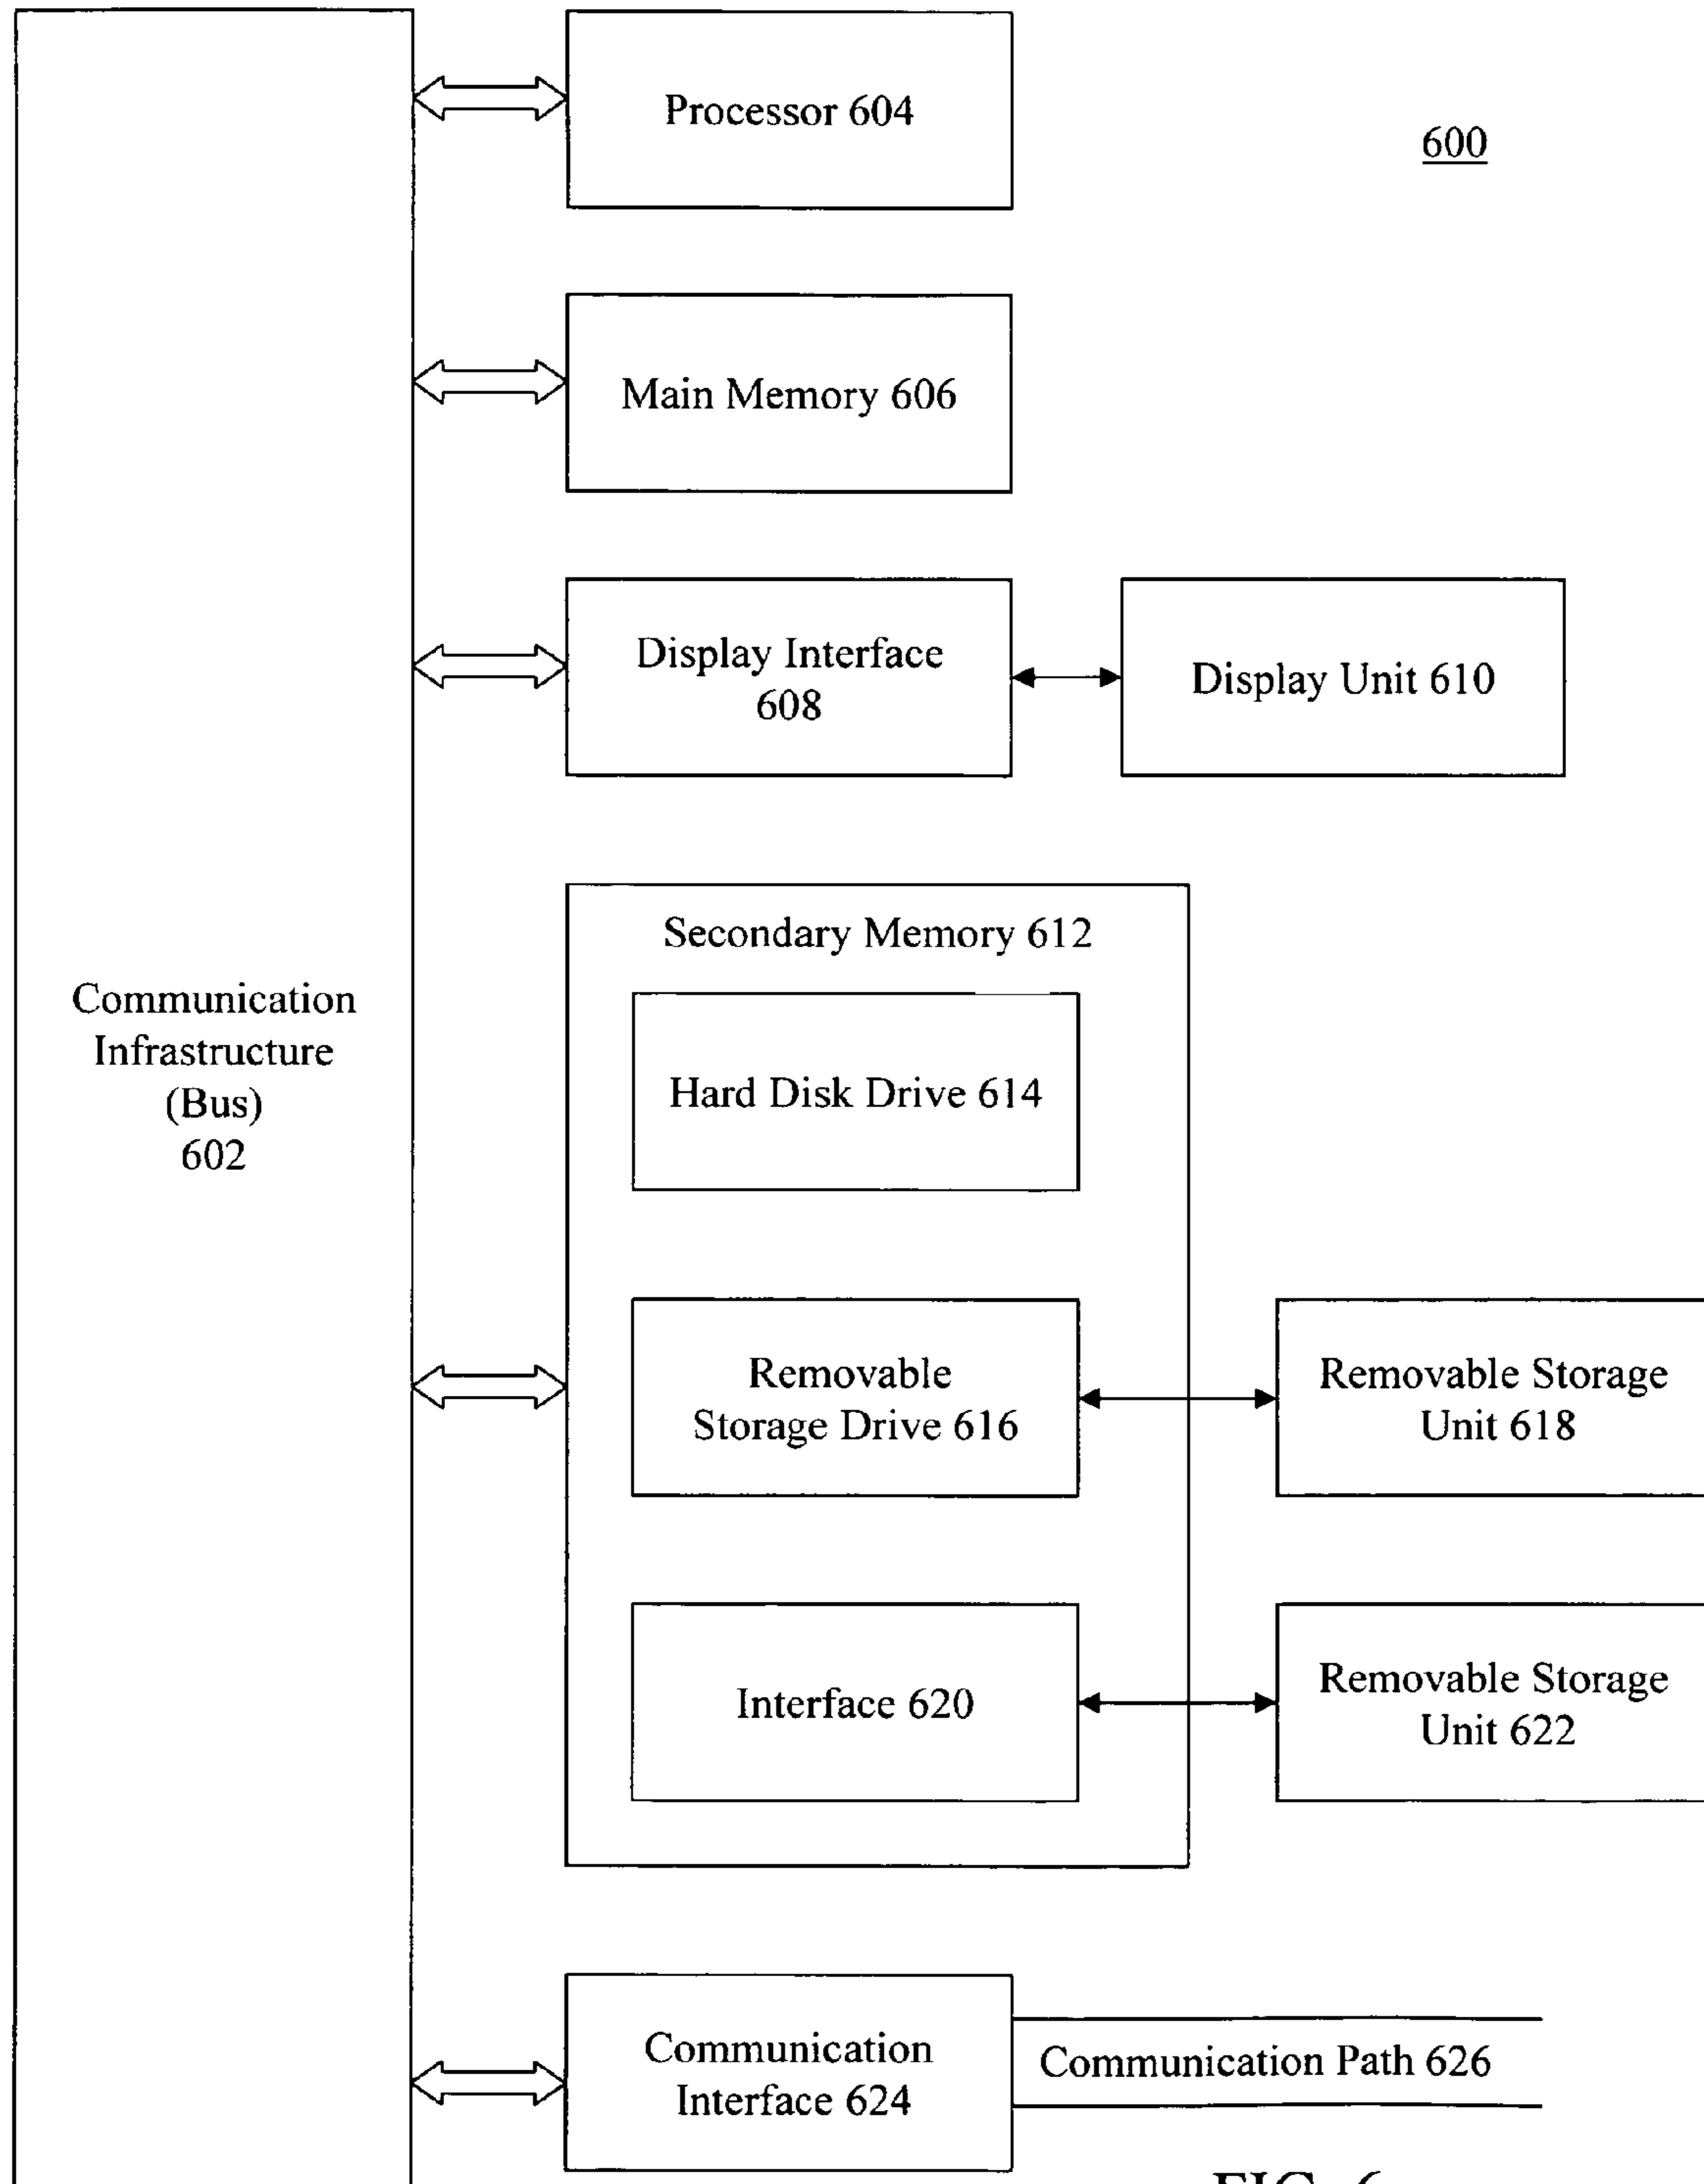 Processor 604
600
Main Memory 606
Display Interface
608
Display Unit 610
Secondary Memory 612
Communication
Infrastructure
(Bus)
602
Hard Disk Drive 614
Removable
Storage Drive 616
Removable Storage
Unit 618
Interface 620
Removable Storage
Unit 622
Communication
Interface 624
Communication Path 626
FIG. 6